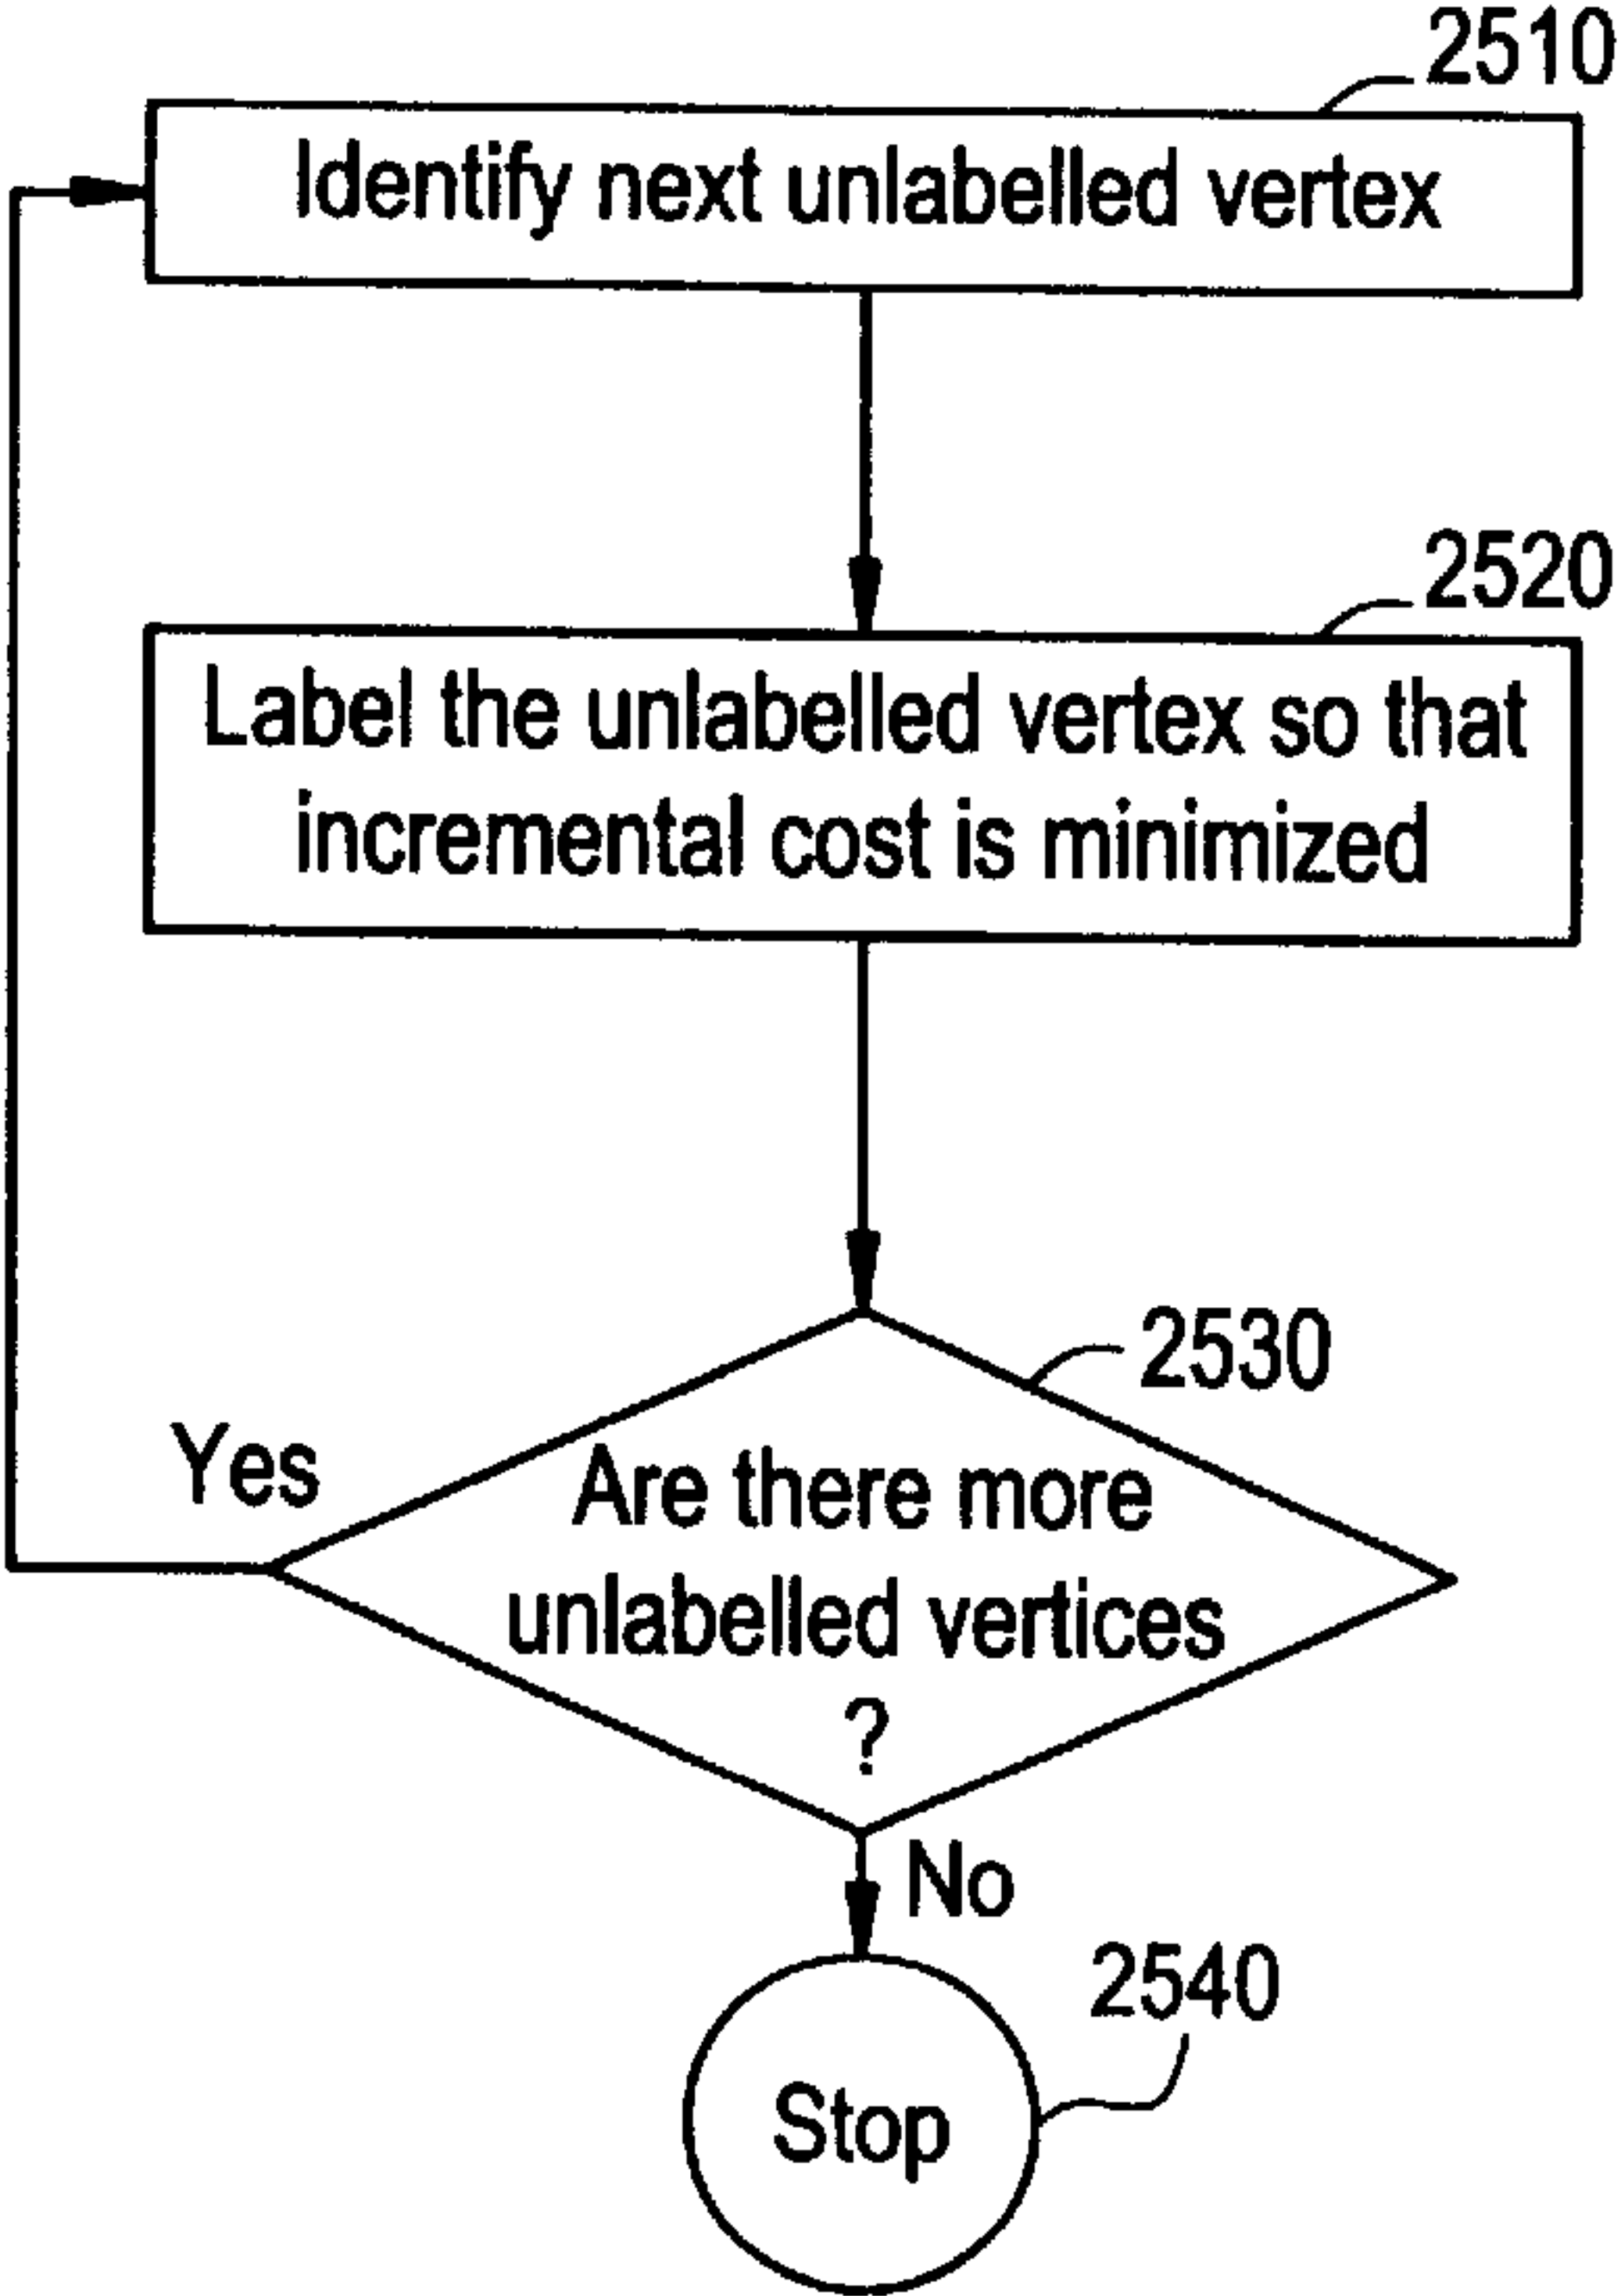 2510
Identify next unlabelled vertex
2520
Label the unlabelled vertex so that
incremental cost is minimized
2530
Yes
Are there more
unlabelled vertices
?
No
2540
Stop